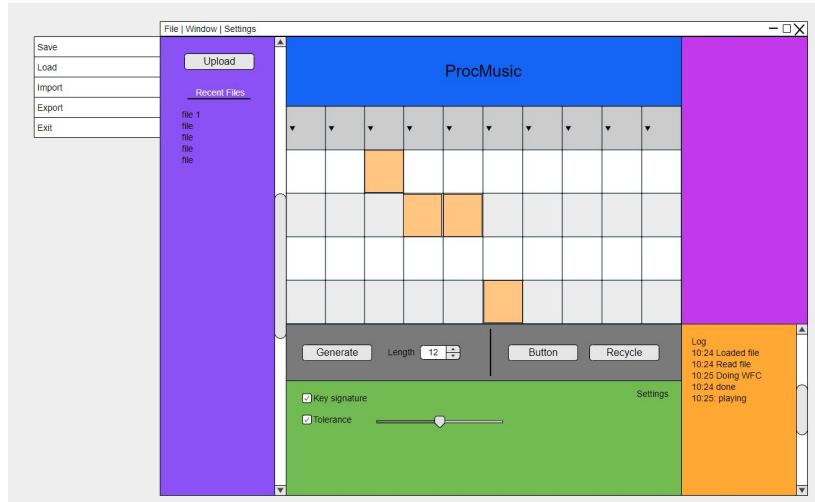 File | Window | Settings
Save
Load
Import
Export
Exit
Upload
Recent Files
file 1
file
file
file
file
ProcMusic
Generate
Length 12
Button
Recycle
Key signature
Tolerance
Settings
Log
10:24 Loaded file
10:24 Read file
10:25 Doing WFC
10:24 done
10:25: playing